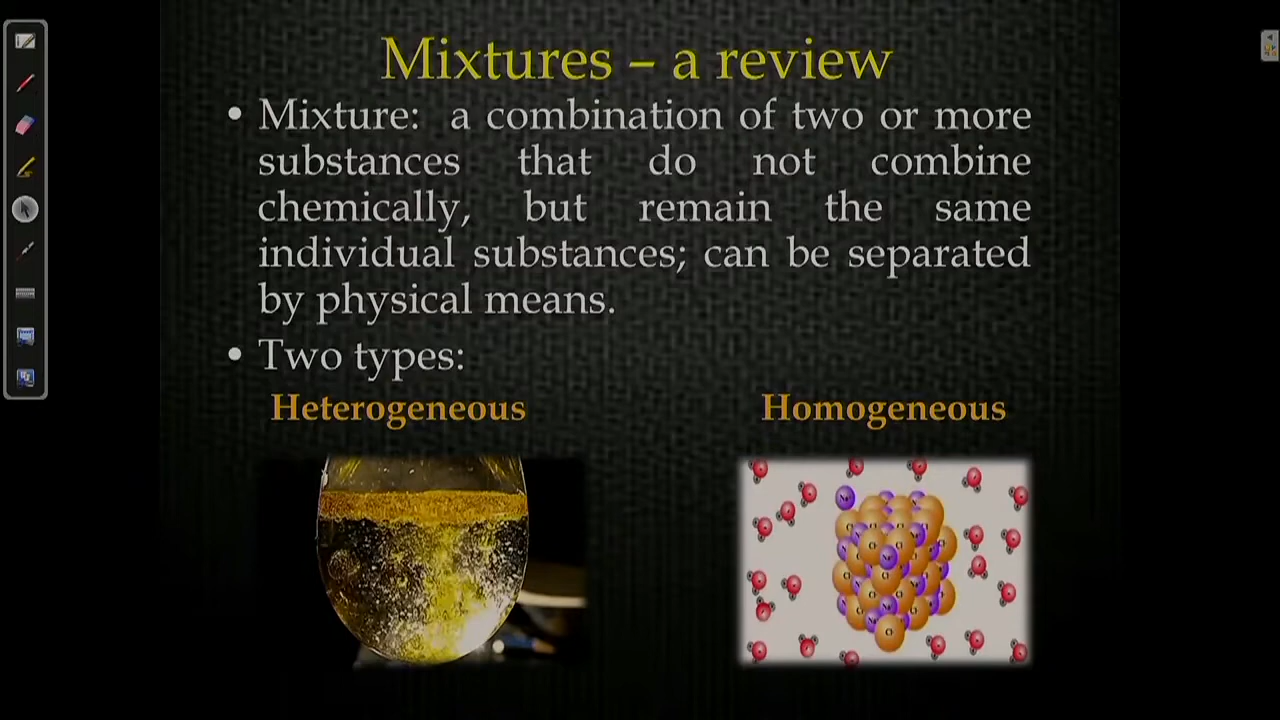 Mixtures – a review
• Mixture: a combination of two or more
substances that do not combine
chemically, but remain the same
individual substances; can be separated
by physical means.
• Two types:
Heterogeneous Homogeneous